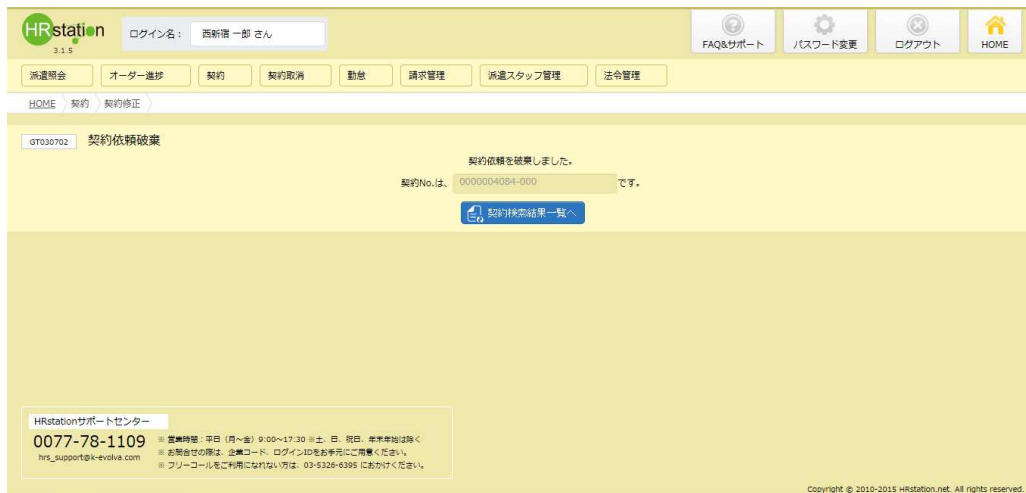 HRstation
3.1.5
ログイン名： 西新宿 一郎 さん
FAQ&サポート パスワード変更 ログアウト HOME
派遣照会 オーダー進捗 契約 契約取消 勤怠 請求管理 派遣スタッフ管理 法令管理
HOME 契約 契約修正
GT030702 契約依頼破棄
契約依頼を破棄しました。
契約No.は、 0000004084-000 です。
契約検索結果一覧へ
HRstationサポートセンター
0077-78-1109
hrs_support@k-evolva.com
※ 営業時間：平日（月～金）9:00～17:30 ※土、日、祝日、年末年始は除く
※ お問合せの際は、企業コード、ログインIDをお手元にご用意ください。
※ フリーコールをご利用になれない方は、03-5326-6395 におかけください。
Copyright © 2010-2015 HRstation.net. All rights reserved.